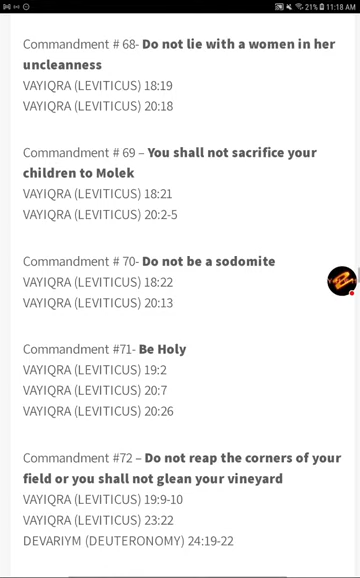 21% 11:18 AM
Commandment # 68- Do not lie with a women in her
uncleanness
VAYIQRA (LEVITICUS) 18:19
VAYIQRA (LEVITICUS) 20:18
Commandment # 69 – You shall not sacrifice your
children to Molek
VAYIQRA (LEVITICUS) 18:21
VAYIQRA (LEVITICUS) 20:2-5
Commandment # 70- Do not be a sodomite
VAYIQRA (LEVITICUS) 18:22
VAYIQRA (LEVITICUS) 20:13
Commandment #71- Be Holy
VAYIQRA (LEVITICUS) 19:2
VAYIQRA (LEVITICUS) 20:7
VAYIQRA (LEVITICUS) 20:26
Commandment #72 – Do not reap the corners of your
field or you shall not glean your vineyard
VAYIQRA (LEVITICUS) 19:9-10
VAYIQRA (LEVITICUS) 23:22
DEVARIYM (DEUTERONOMY) 24:19-22